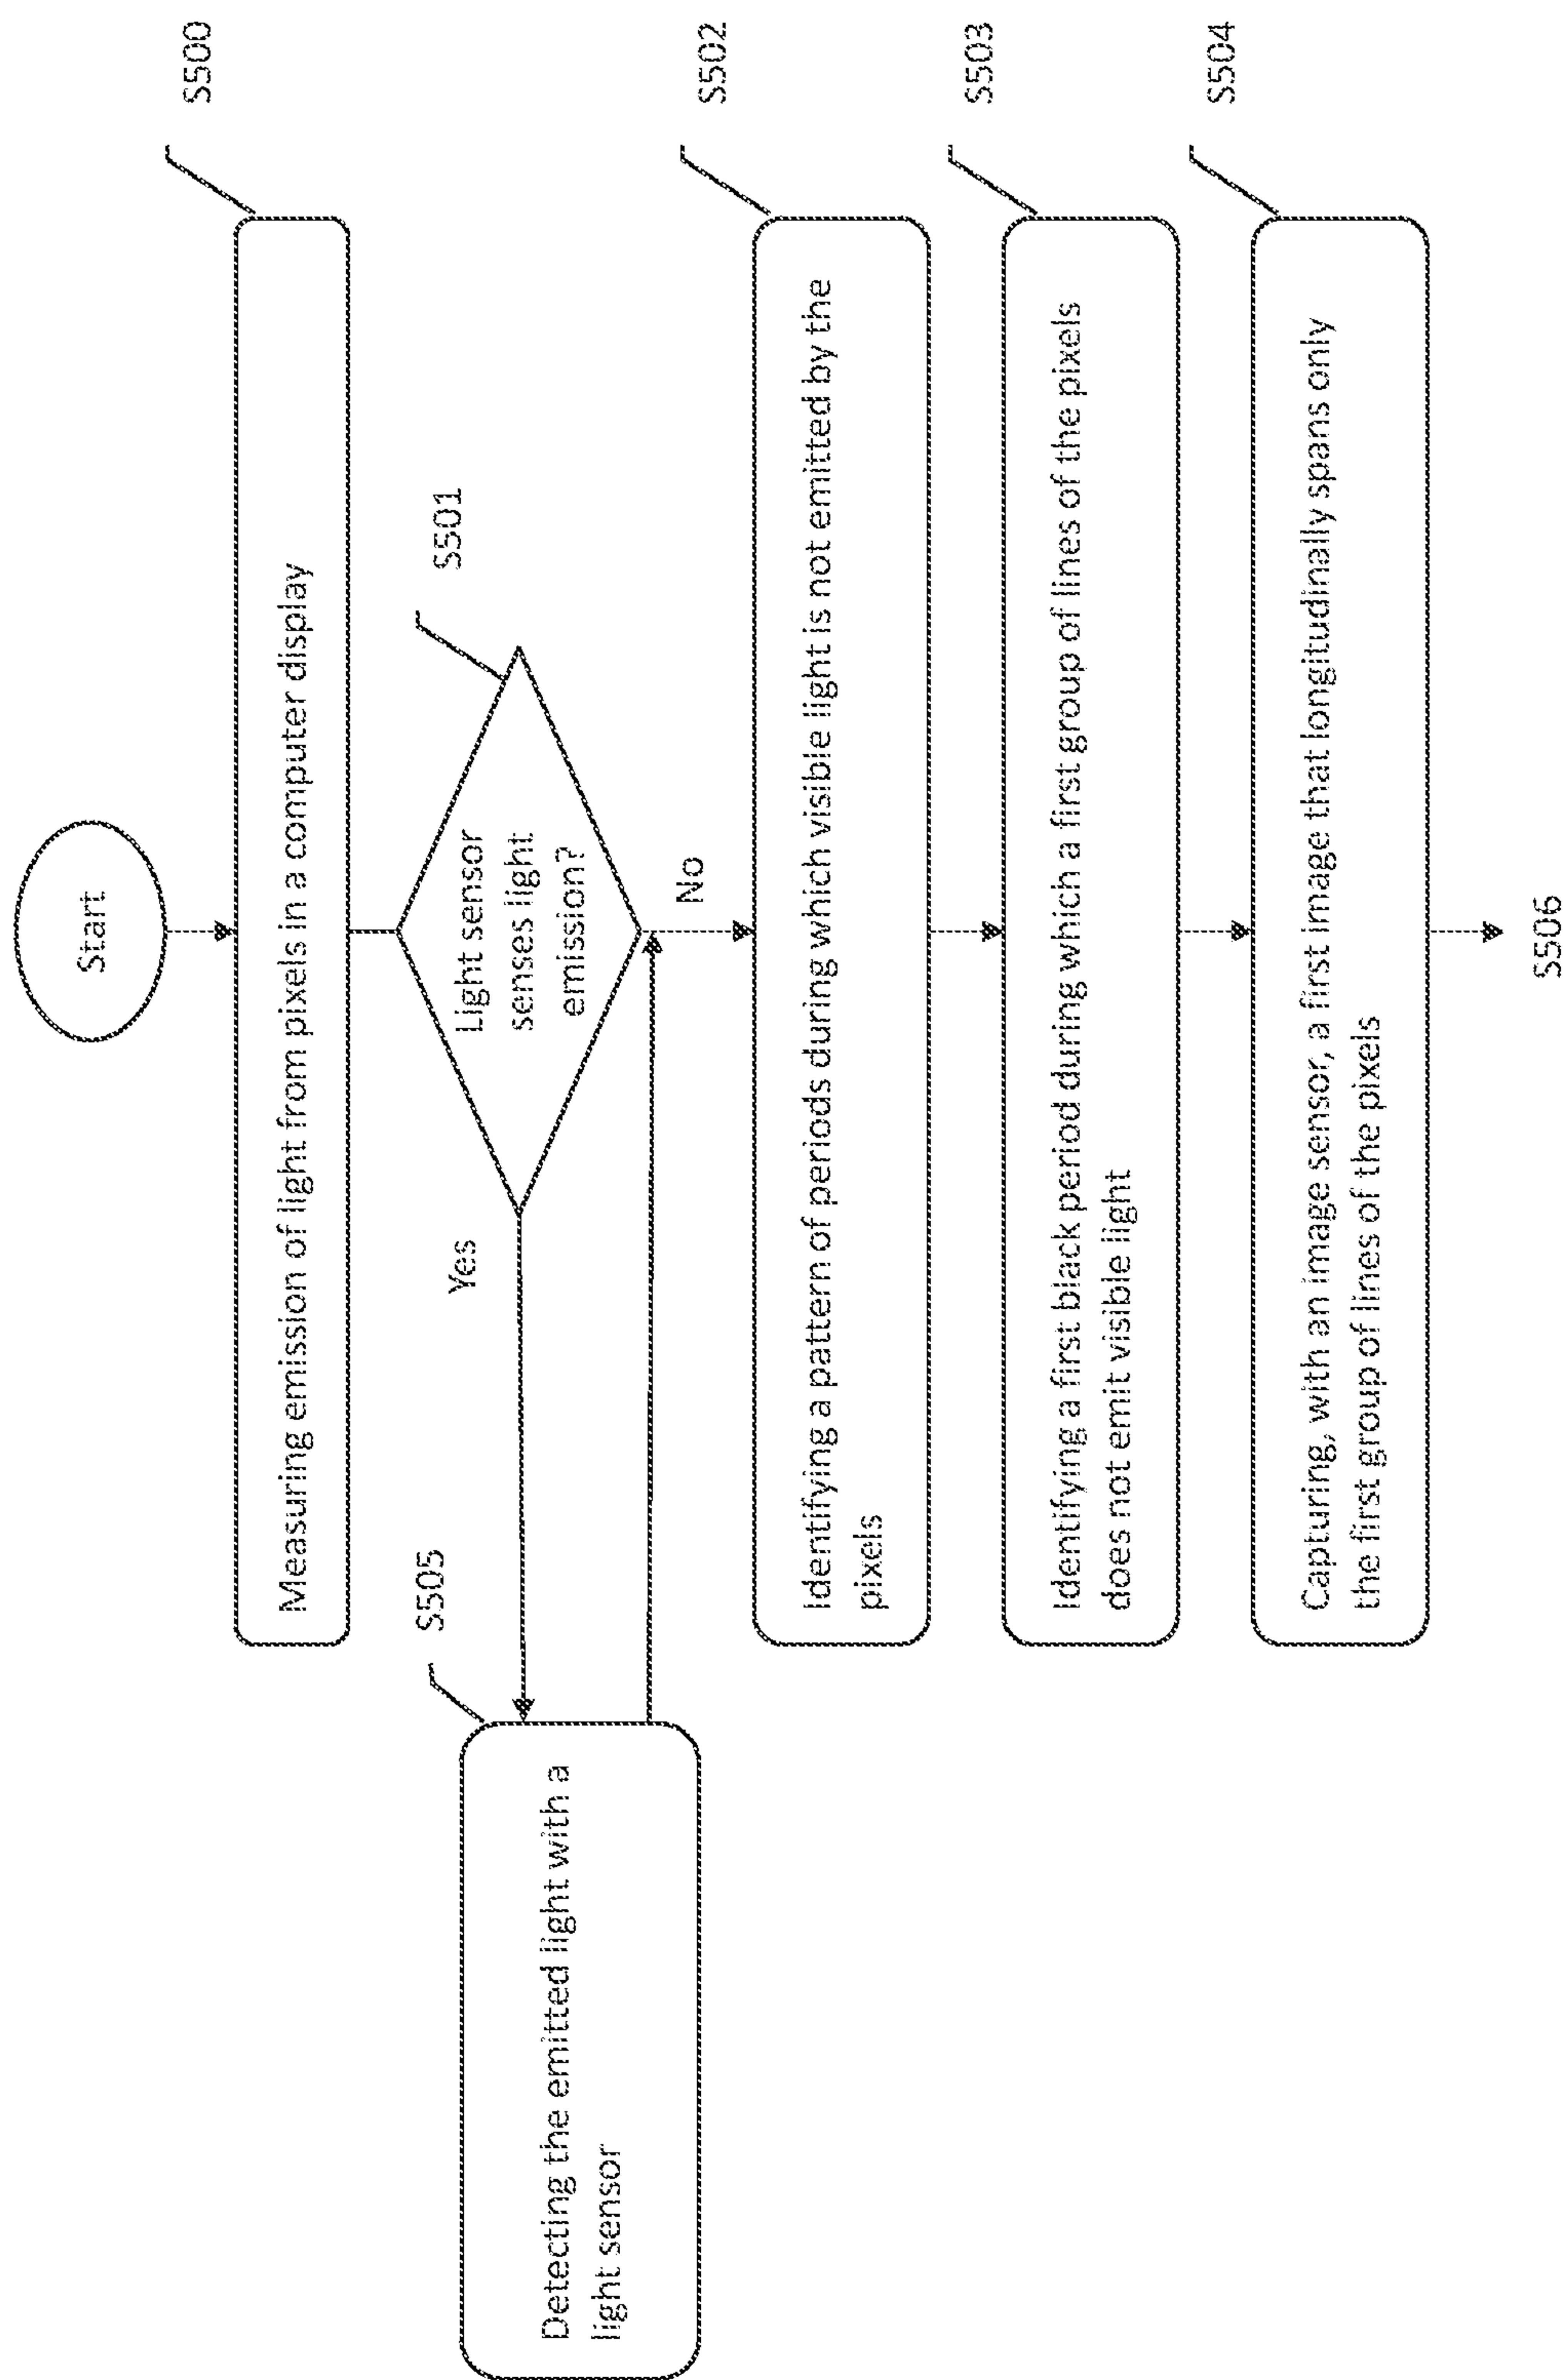 Start
S500
Measuring emission of light from pixels in a computer display
S501
Light sensor
senses light
emission?
Yes
No
S505
Detecting the emitted light with a
light sensor
S502
Identifying a pattern of periods during which visible light is not emitted by the
pixels
S503
Identifying a first black period during which a first group of lines of the pixels
does not emit visible light
S504
Capturing, with an image sensor, a first image that longitudinally spans only
the first group of lines of the pixels
S506